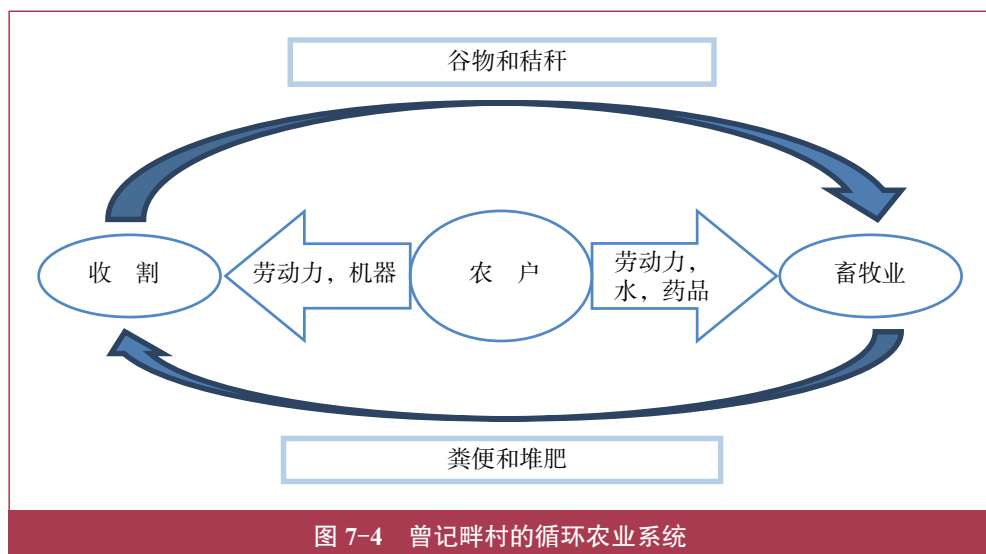 谷物和秸秆
收 割
劳动力，机器
农 户
劳动力，
水，药品
畜牧业
粪便和堆肥
图 7-4 曾记畔村的循环农业系统